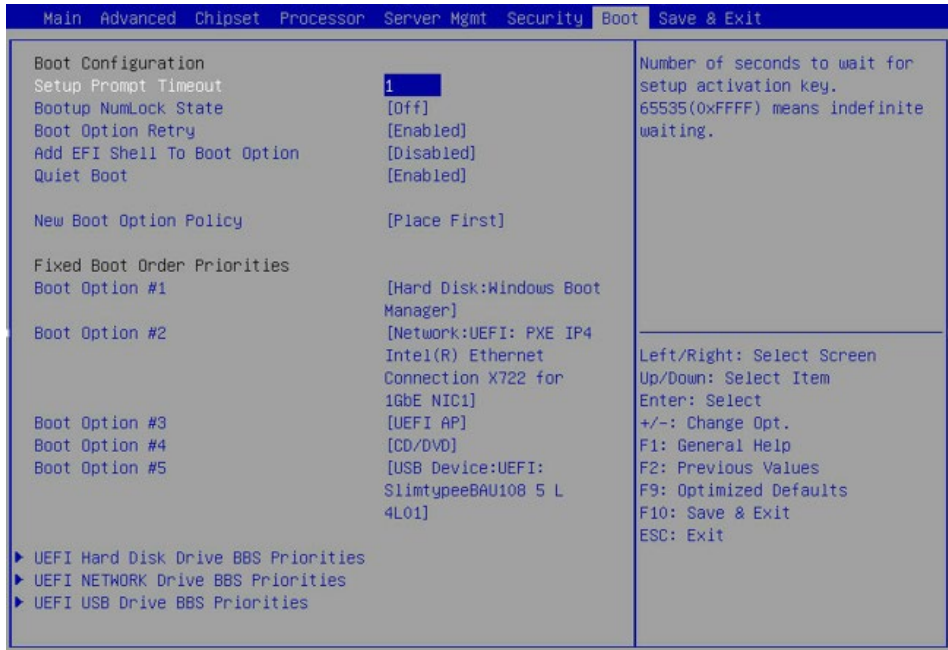 Main Advanced Chipset Processor Server Mgmt Security Boot Save & Exit
Boot Configuration
Setup Prompt Timeout 1
Bootup NumLock State [Off]
Boot Option Retry [Enabled]
Add EFI Shell To Boot Option [Disabled]
Quiet Boot [Enabled]
New Boot Option Policy [Place First]
Fixed Boot Order Priorities
Boot Option #1 [Hard Disk:Windows Boot
Manager]
Boot Option #2 [Network:UEFI: PXE IP4
Intel(R) Ethernet
Connection X722 for
1GbE NIC1]
Boot Option #3 [UEFI AP]
Boot Option #4 [CD/DVD]
Boot Option #5 [USB Device:UEFI:
SlimtypeeBAU108 5 L
4L01]
UEFI Hard Disk Drive BBS Priorities
UEFI NETWORK Drive BBS Priorities
UEFI USB Drive BBS Priorities
Number of seconds to wait for
setup activation key.
65535(0xFFFF) means indefinite
waiting.
Left/Right: Select Screen
Up/Down: Select Item
Enter: Select
+/-: Change Opt.
F1: General Help
F2: Previous Values
F9: Optimized Defaults
F10: Save & Exit
ESC: Exit